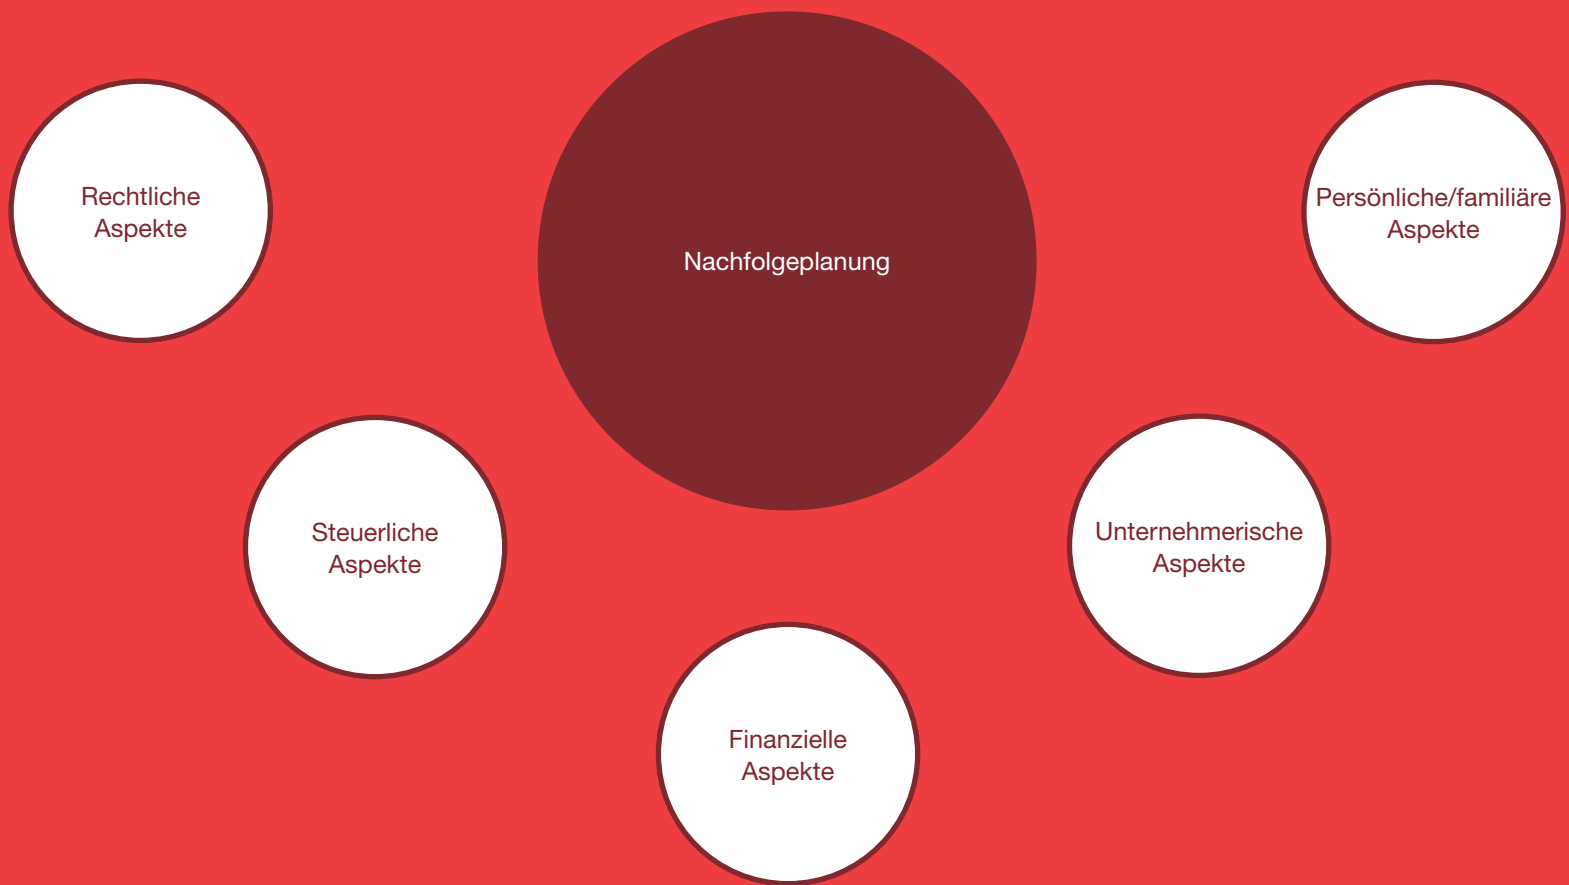 Rechtliche
Aspekte
Nachfolgeplanung
Persönliche/familiäre
Aspekte
Steuerliche
Aspekte
Unternehmerische
Aspekte
Finanzielle
Aspekte